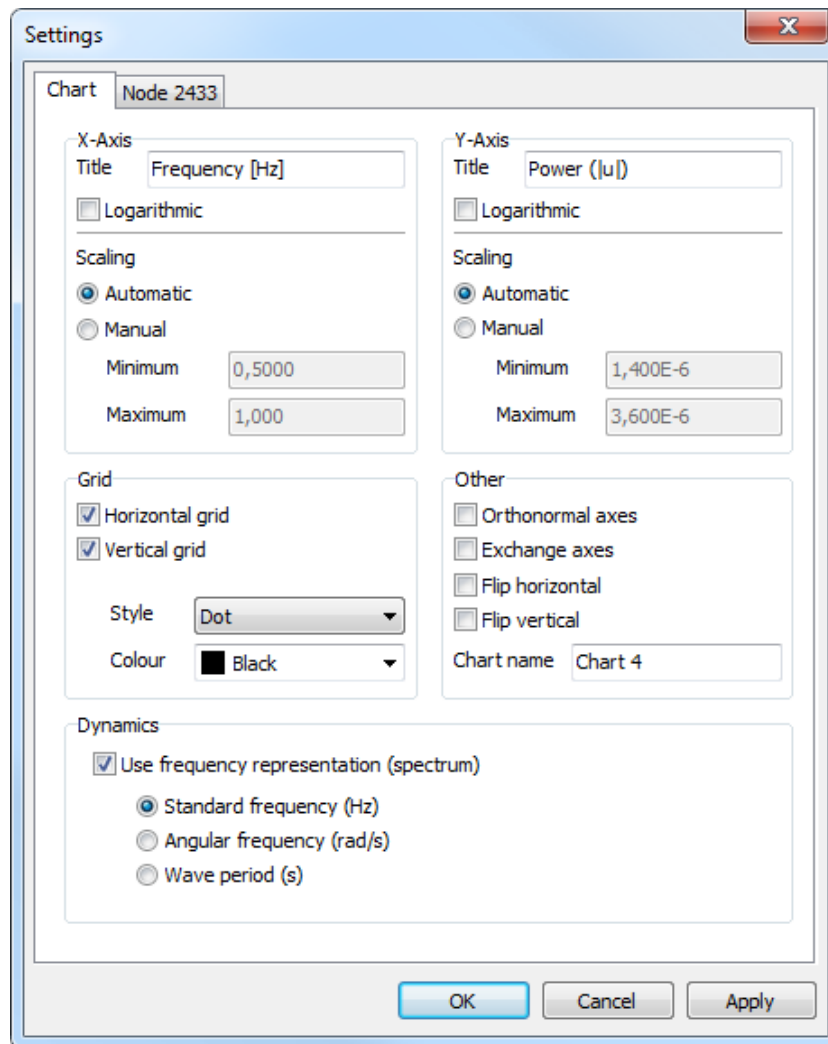 Settings
Chart
Node 2433
X-Axis
Title Frequency [Hz]
Logarithmic
Scaling
Automatic
Manual
Minimum 0,5000
Maximum 1,000
Y-Axis
Title Power (|u|)
Logarithmic
Scaling
Automatic
Manual
Minimum 1,400E-6
Maximum 3,600E-6
Grid
Horizontal grid
Vertical grid
Style Dot
Colour Black
Other
Orthonormal axes
Exchange axes
Flip horizontal
Flip vertical
Chart name Chart 4
Dynamics
Use frequency representation (spectrum)
Standard frequency (Hz)
Angular frequency (rad/s)
Wave period (s)
OK Cancel Apply